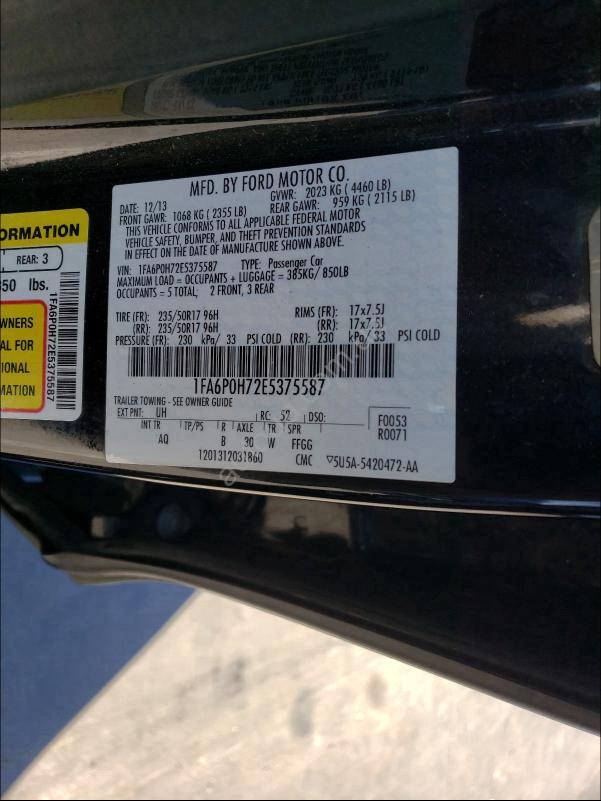 MFD. BY FORD MOTOR CO.
DATE: 12/13 GVWR: 2023 KG ( 4460 LB)
FRONT GAWR: 1068 KG ( 2355 LB) REAR GAWR: 959 KG ( 2115 LB)
THIS VEHICLE CONFORMS TO ALL APPLICABLE FEDERAL MOTOR
VEHICLE SAFETY, BUMPER, AND THEFT PREVENTION STANDARDS
IN EFFECT ON THE DATE OF MANUFACTURE SHOWN ABOVE.
VIN: 1FA6P0H72E5375587 TYPE: Passenger Car
MAXIMUM LOAD = OCCUPANTS + LUGGAGE = 385KG/ 850LB
OCCUPANTS = 5 TOTAL; 2 FRONT, 3 REAR
TIRE (FR): 235/50R17 96H RIMS (FR): 17x7.5J
(RR): 235/50R17 96H (RR): 17x7.5J
PRESSURE (FR): 230 kPa/ 33 PSI COLD (RR): 230 kPa/ 33 PSI COLD
1FA6P0H72E5375587
TRAILER TOWING - SEE OWNER GUIDE
EXT PNT: UH RC: 52 DSO: F0053
INT TR TP/PS R AXLE TR SPR R0071
AQ B 30 W FFGG
1201312031860 CMC 5U5A-5420472-AA
ORMATION
REAR: 3
350 lbs.
WNERS
AL FOR
TIONAL
MATION
1FA6P0H72E5375587